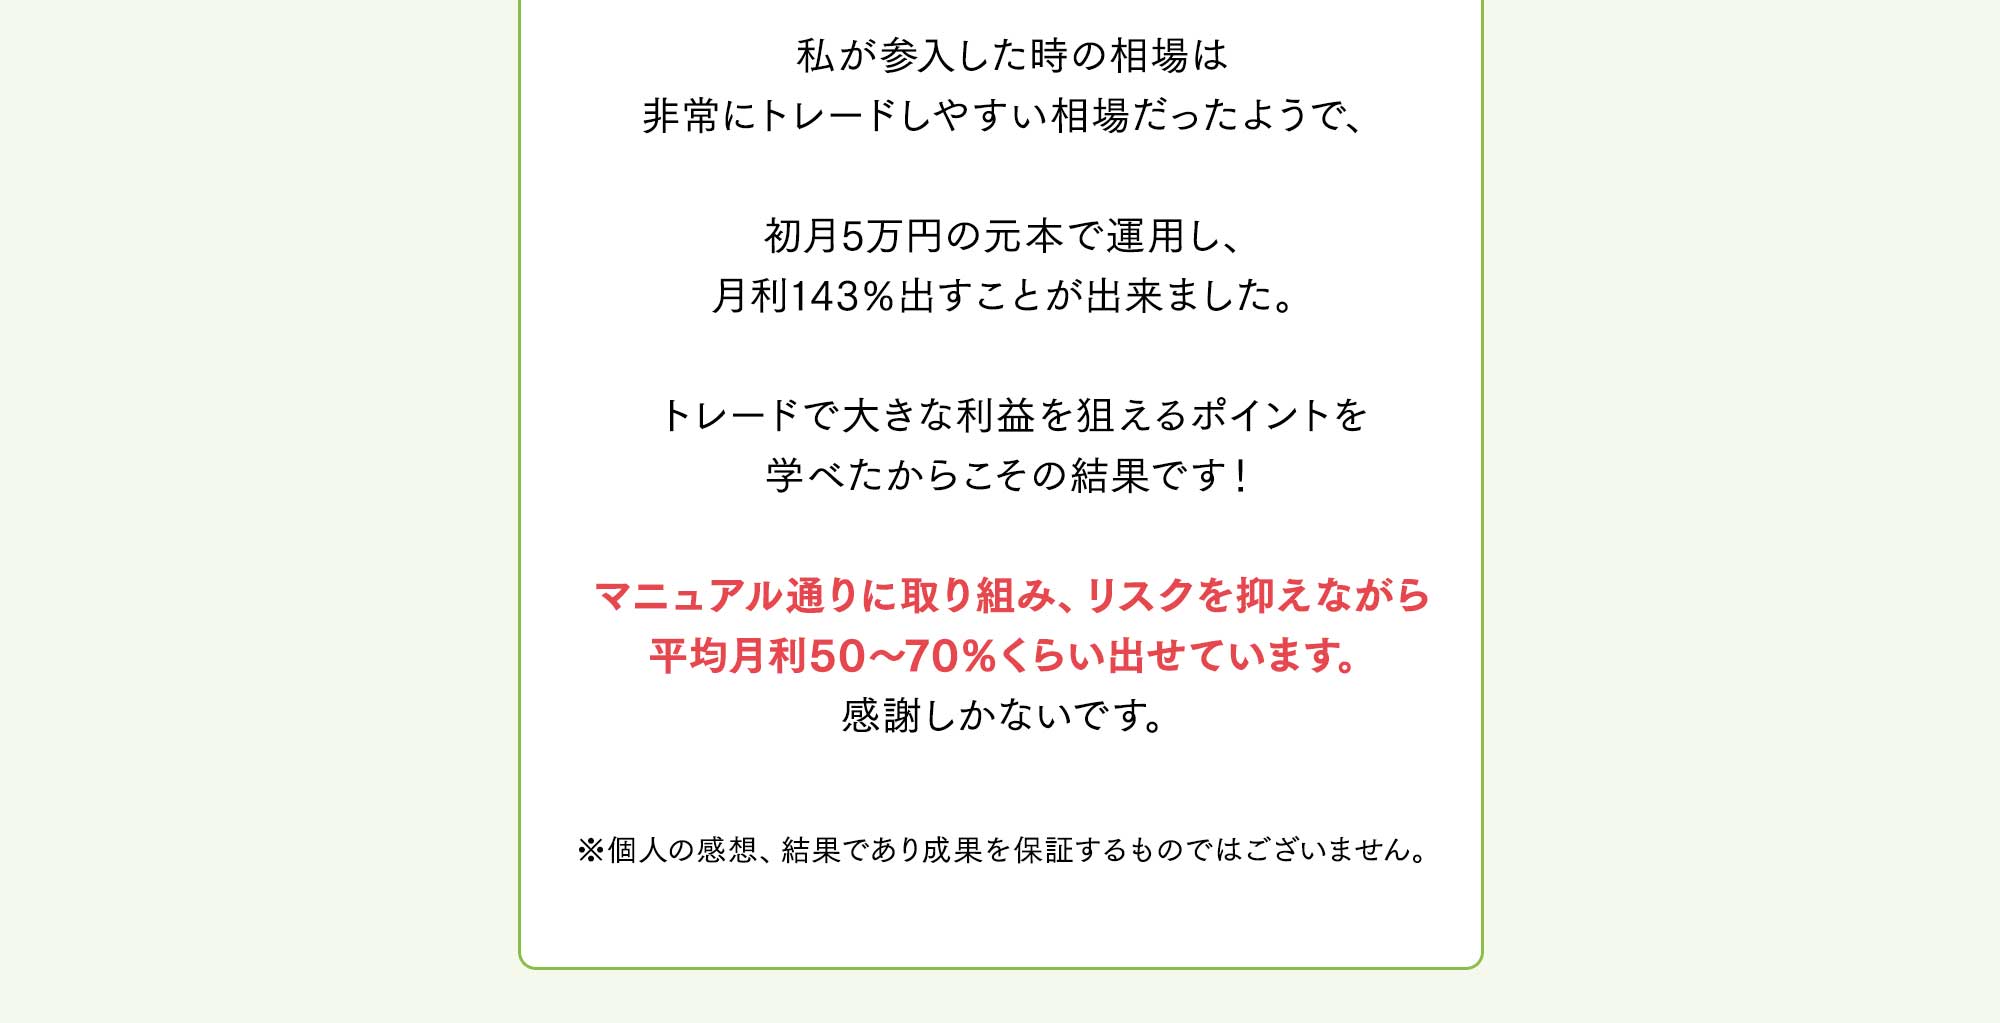 私が参入した時の相場は
非常にトレードしやすい相場だったようで、
初月5万円の元本で運用し、
月利143%出すことが出来ました。
トレードで大きな利益を狙えるポイントを
学べたからこその結果です！
マニュアル通りに取り組み、リスクを抑えながら
平均月利50〜70%くらい出せています。
感謝しかないです。
※個人の感想、結果であり成果を保証するものではございません。